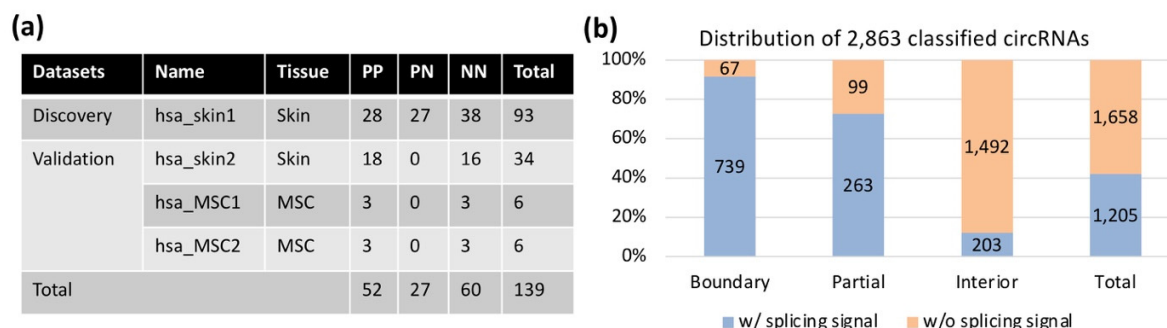 (a)
Datasets Name Tissue PP PN NN Total
Discovery hsa_skin1 Skin 28 27 38 93
Validation hsa_skin2 Skin 18 0 16 34
hsa_MSC1 MSC 3 0 3 6
hsa_MSC2 MSC 3 0 3 6
Total 52 27 60 139
(b)
Distribution of 2,863 classified circRNAs
100%
80%
60%
40%
20%
0%
67
739
99
263
1,492
203
1,658
1,205
Boundary Partial Interior Total
w/ splicing signal w/o splicing signal